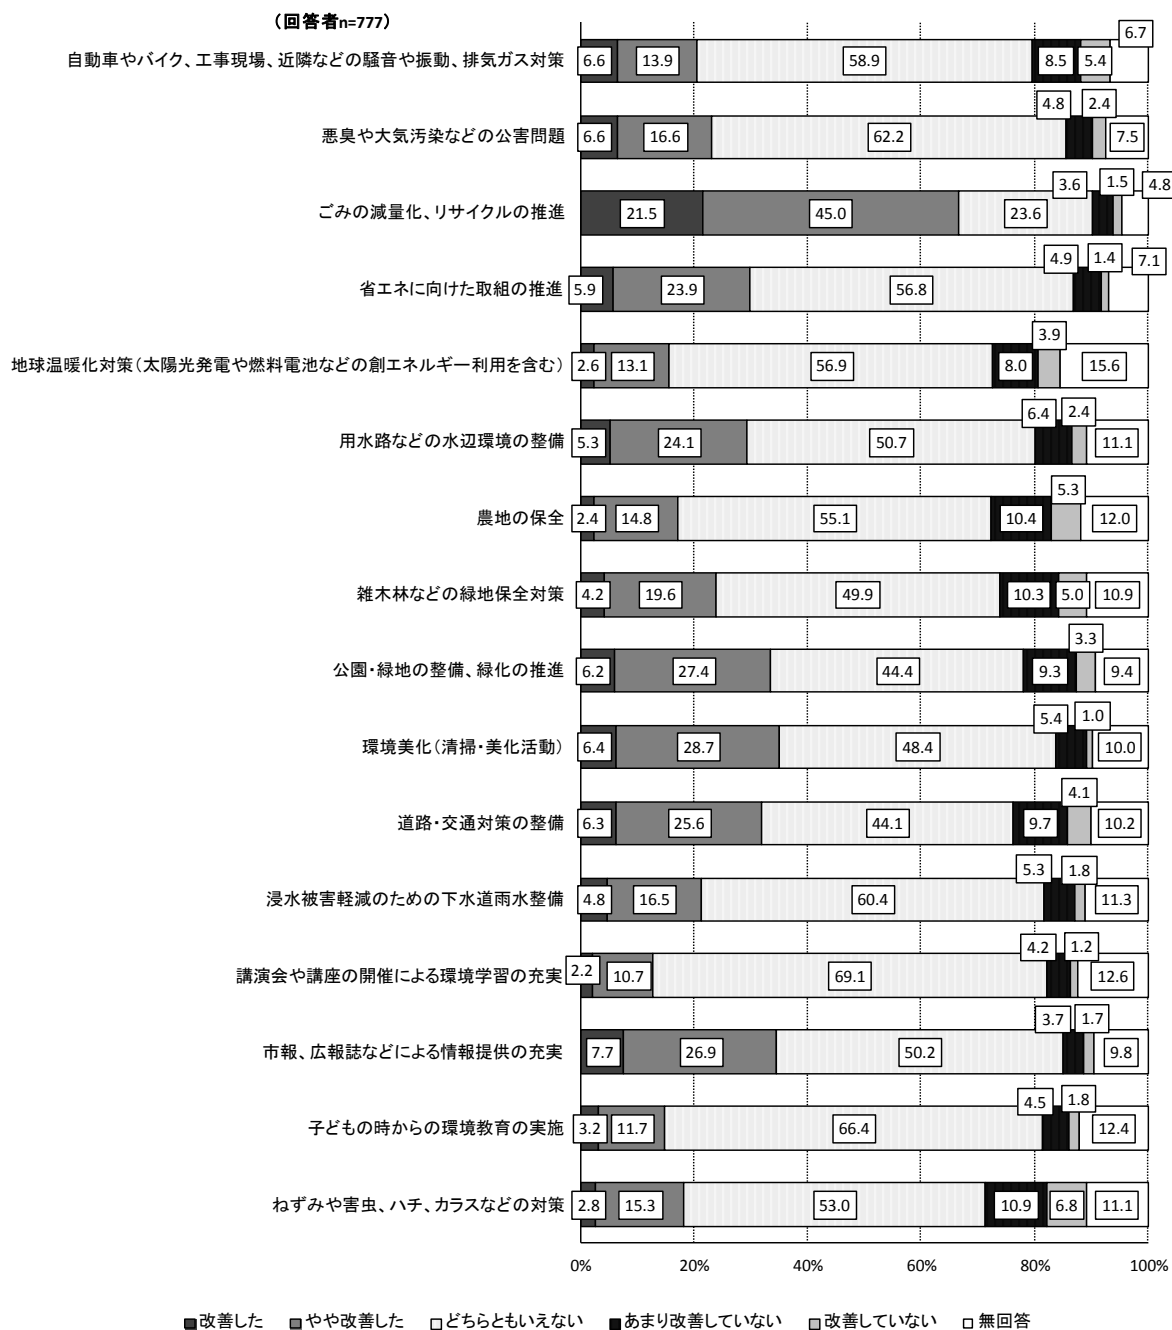 （回答者n=777）
自動車やバイク、工事現場、近隣などの騒音や振動、排気ガス対策 6.6 13.9 58.9 8.5 5.4 6.7
悪臭や大気汚染などの公害問題 6.6 16.6 62.2 4.8 2.4 7.5
ごみの減量化、リサイクルの推進 21.5 45.0 23.6 3.6 1.5 4.8
省エネに向けた取組の推進 5.9 23.9 56.8 4.9 1.4 7.1
地球温暖化対策（太陽光発電や燃料電池などの創エネルギー利用を含む） 2.6 13.1 56.9 8.0 3.9 15.6
用水路などの水辺環境の整備 5.3 24.1 50.7 6.4 2.4 11.1
農地の保全 2.4 14.8 55.1 10.4 5.3 12.0
雑木林などの緑地保全対策 4.2 19.6 49.9 10.3 5.0 10.9
公園・緑地の整備、緑化の推進 6.2 27.4 44.4 9.3 3.3 9.4
環境美化（清掃・美化活動） 6.4 28.7 48.4 5.4 1.0 10.0
道路・交通対策の整備 6.3 25.6 44.1 9.7 4.1 10.2
浸水被害軽減のための下水道雨水整備 4.8 16.5 60.4 5.3 1.8 11.3
講演会や講座の開催による環境学習の充実 2.2 10.7 69.1 4.2 1.2 12.6
市報、広報誌などによる情報提供の充実 7.7 26.9 50.2 3.7 1.7 9.8
子どもの時からの環境教育の実施 3.2 11.7 66.4 4.5 1.8 12.4
ねずみや害虫、ハチ、カラスなどの対策 2.8 15.3 53.0 10.9 6.8 11.1
0% 20% 40% 60% 80% 100%
改善した やや改善した どちらともいえない あまり改善していない 改善していない 無回答